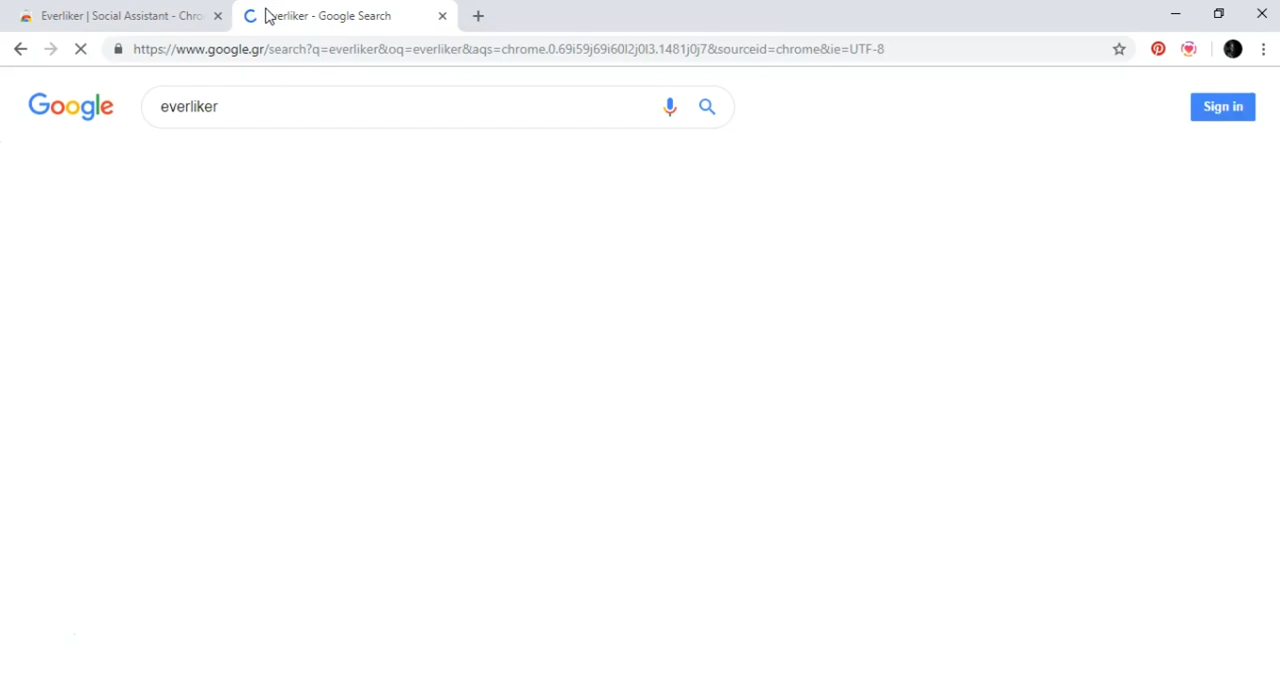 Everliker | Social Assistant - Chro
everliker - Google Search
https://www.google.gr/search?q=everliker&oq=everliker&aqs=chrome.0.69i59j69i60l2j0l3.1481j0j7&sourceid=chrome&ie=UTF-8
Google
everliker
Sign in